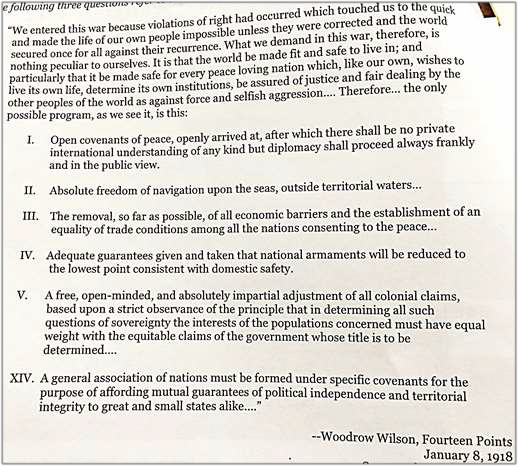 e following three questions refer
"We entered this war because violations of right had occurred which touched us to the quick
and made the life of our own people impossible unless they were corrected and the world
secured once for all against their recurrence. What we demand in this war, therefore, is
nothing peculiar to ourselves. It is that the world be made fit and safe to live in; and
particularly that it be made safe for every peace loving nation which, like our own, wishes to
live its own life, determine its own institutions, be assured of justice and fair dealing by the
other peoples of the world as against force and selfish aggression.... Therefore... the only
possible program, as we see it, is this:
I. Open covenants of peace, openly arrived at, after which there shall be no private
international understanding of any kind but diplomacy shall proceed always frankly
and in the public view.
II. Absolute freedom of navigation upon the seas, outside territorial waters...
III. The removal, so far as possible, of all economic barriers and the establishment of an
equality of trade conditions among all the nations consenting to the peace...
IV. Adequate guarantees given and taken that national armaments will be reduced to
the lowest point consistent with domestic safety.
V. A free, open-minded, and absolutely impartial adjustment of all colonial claims,
based upon a strict observance of the principle that in determining all such
questions of sovereignty the interests of the populations concerned must have equal
weight with the equitable claims of the government whose title is to be
determined....
XIV. A general association of nations must be formed under specific covenants for the
purpose of affording mutual guarantees of political independence and territorial
integrity to great and small states alike...."
--Woodrow Wilson, Fourteen Points
January 8, 1918